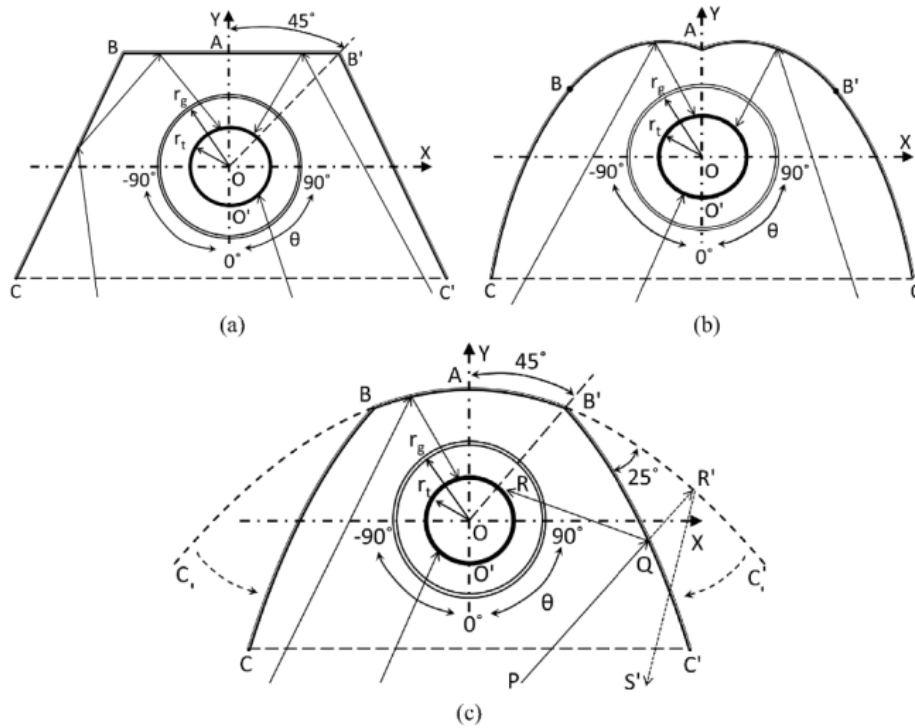 Y
45°
B
A
B'
r_g
r_t
X
O
-90°
90°
O'
θ
0°
C
C'
(a)
Y
A
B
B'
r_g
r_t
X
O
-90°
90°
O'
θ
0°
C
C
(b)
Y
45°
A
B
B'
r_g
25°
R'
R
r_t
O
X
-90°
90°
Q
C,
C,
O'
θ
0°
C
C'
P
S'
(c)